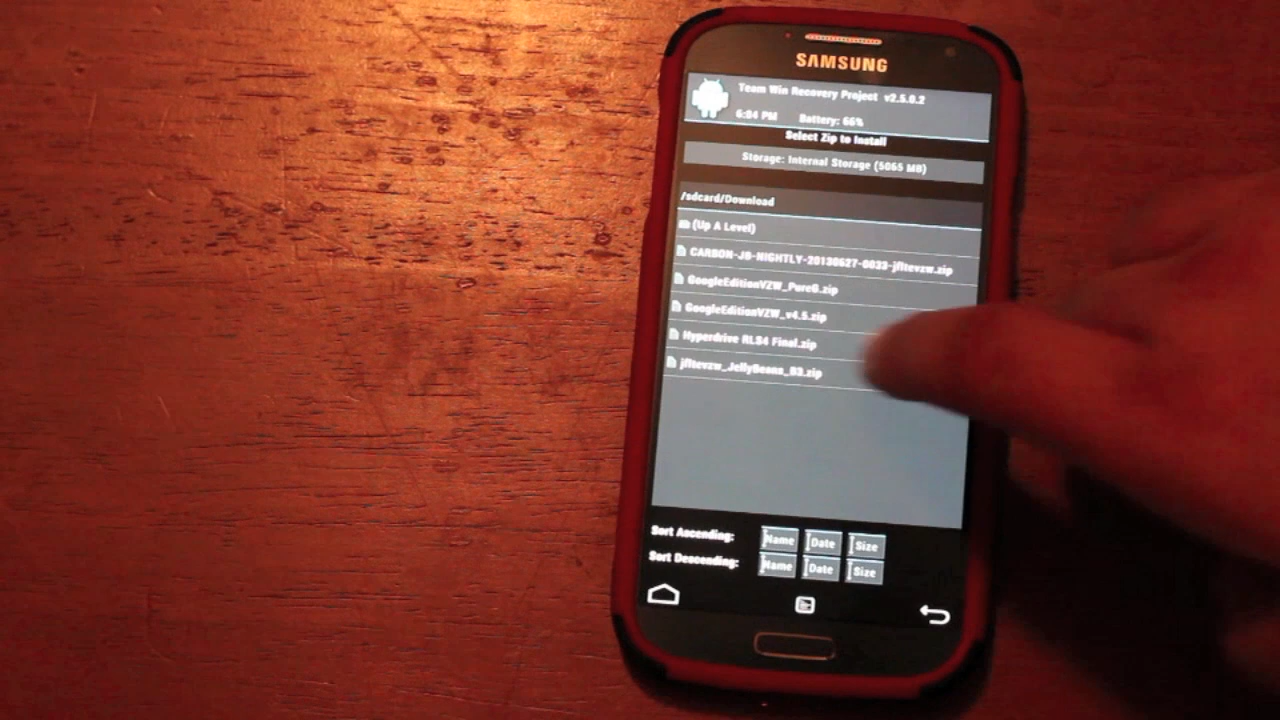 SAMSUNG
Team Win Recovery Project v2.5.0.2
6:04 PM Battery: 66%
Select Zip to Install
Storage: Internal Storage (5065 MB)
/sdcard/Download
(Up A Level)
CARBON-JB-NIGHTLY-20130627-0033-jfltevzw.zip
GoogleEditionVZW_PureG.zip
GoogleEditionVZW_v4.5.zip
Hyperdrive RLS4 Final.zip
jfltevzw_JellyBeans_B3.zip
Sort Ascending: Name Date Size
Sort Descending: Name Date Size